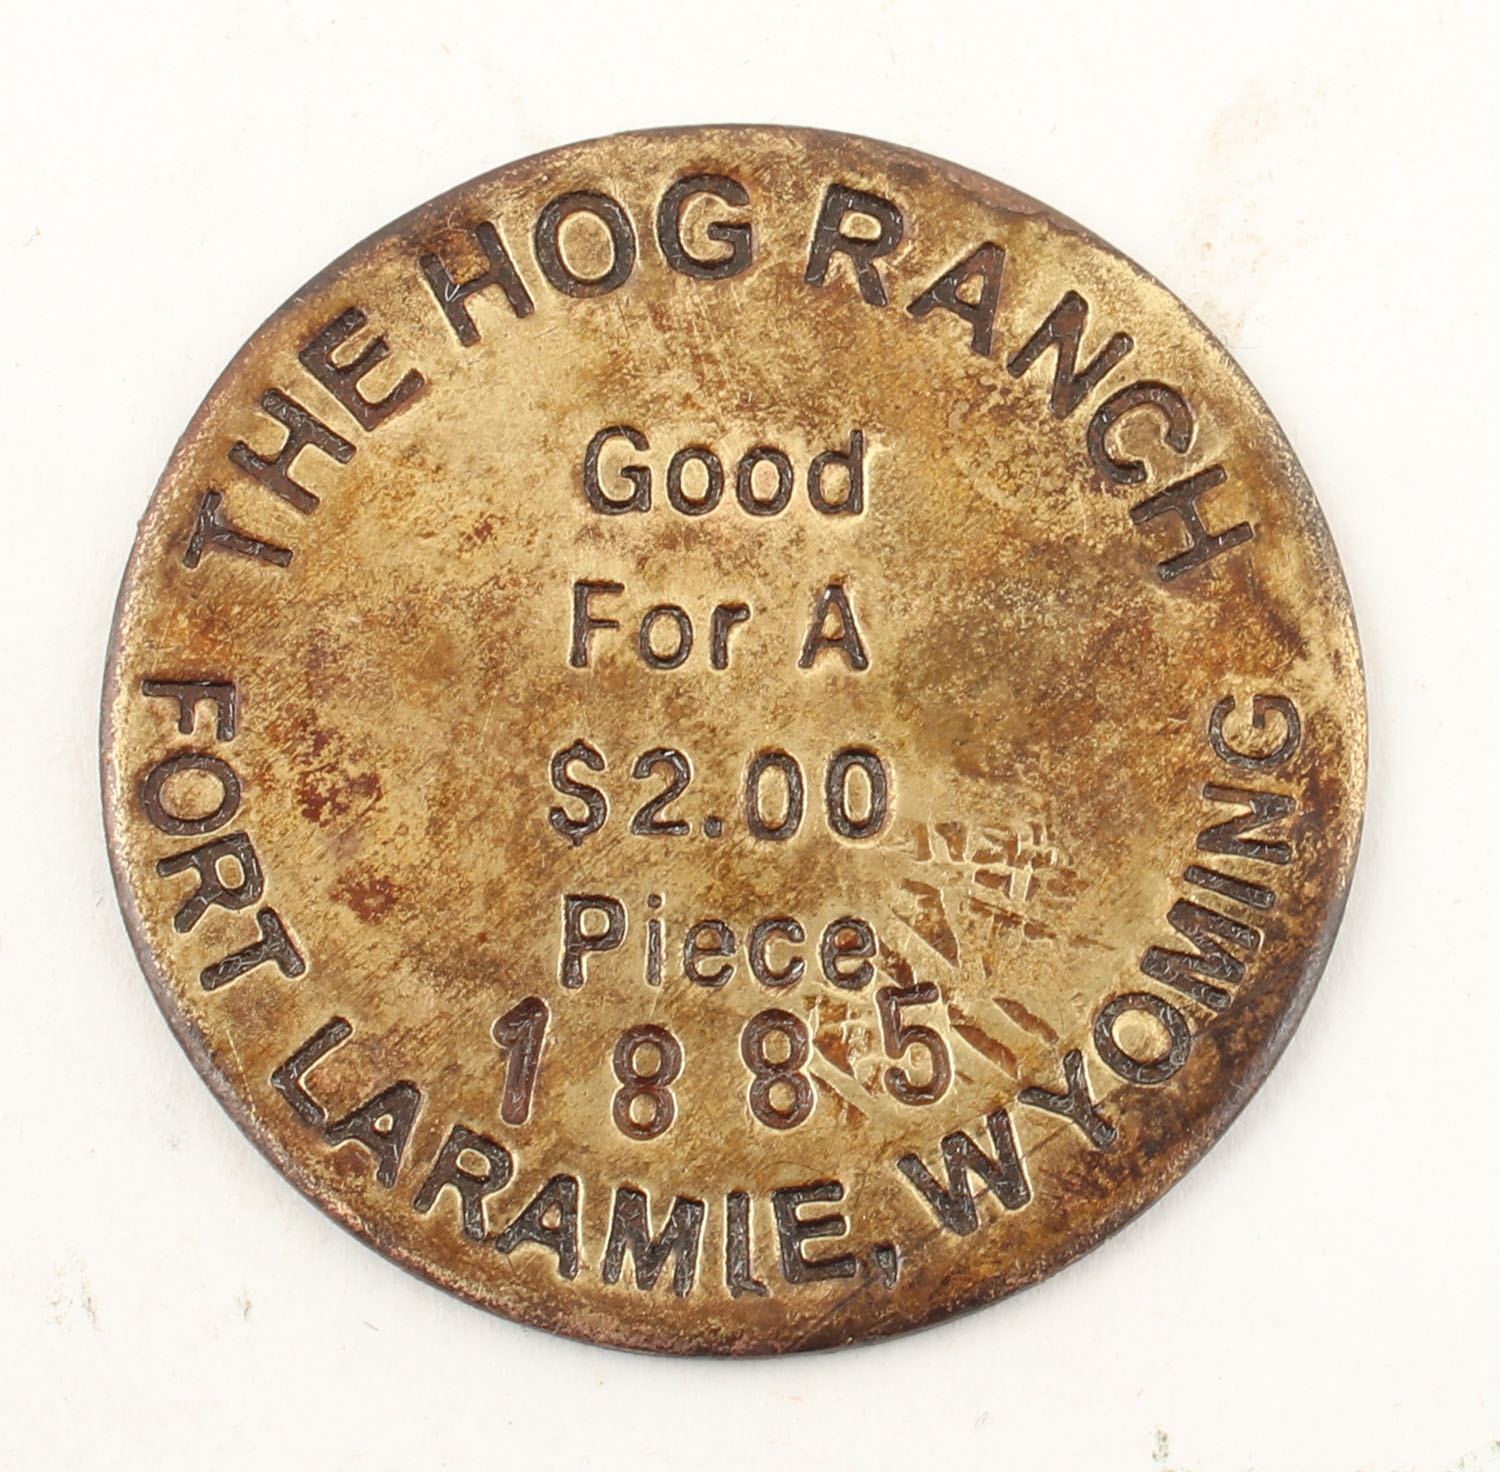 THE HOG RANCH
Good
For A
$2.00
Piece
1885
FORT LARAMIE, WYOMING